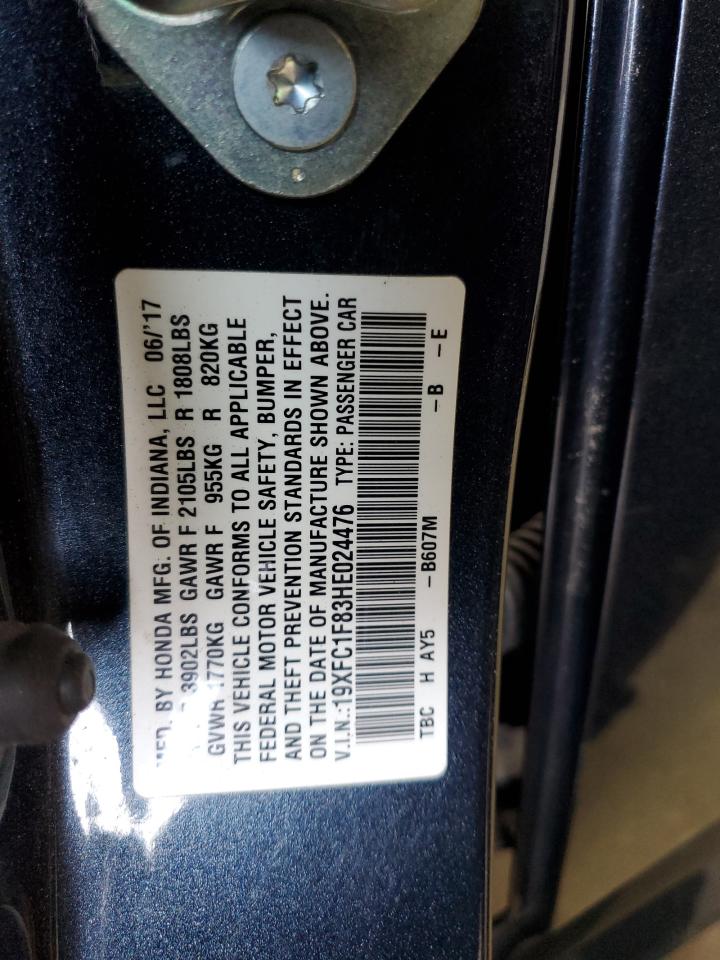 MFD. BY HONDA MFG. OF INDIANA, LLC 06/'17
3902LBS GAWR F 2105LBS R 1808LBS
GVWR 1770KG GAWR F 955KG R 820KG
THIS VEHICLE CONFORMS TO ALL APPLICABLE
FEDERAL MOTOR VEHICLE SAFETY, BUMPER,
AND THEFT PREVENTION STANDARDS IN EFFECT
ON THE DATE OF MANUFACTURE SHOWN ABOVE.
V.I.N.:19XFC1F83HE024476 TYPE: PASSENGER CAR
TBC H AY5 –B607M –B –E